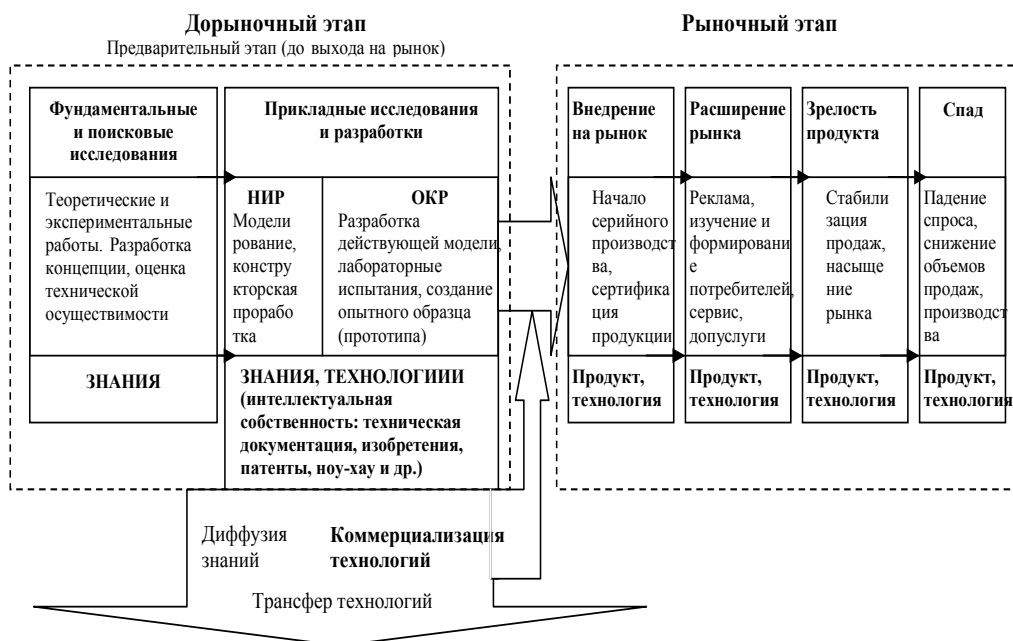 Дорыночный этап
Предварительный этап (до выхода на рынок)
Рыночный этап
Фундаментальные
и поисковые
исследования
Прикладные исследования
и разработки
Теоретические и
экспериментальные
работы. Разработка
концепции, оценка
технической
осуществимости
НИР
Модели
рование,
констру
кторская
прорабо
тка
ОКР
Разработка
действующей модели,
лабораторные
испытания, создание
опытного образца
(прототипа)
ЗНАНИЯ
ЗНАНИЯ, ТЕХНОЛОГИИИ
(интеллектуальная
собственность: техническая
документация, изобретения,
патенты, ноу-хау и др.)
Внедрение
на рынок
Начало
серийного
производст
ва,
сертифика
ция
продукции
Продукт,
технология
Расширение
рынка
Реклама,
изучение и
формировани
е
потребителей,
сервис,
допуслуги
Продукт,
технология
Зрелость
продукта
Стабили
зация
продаж,
насыще
ние
рынка
Продукт,
технология
Спад
Падение
спроса,
снижение
объемов
продаж,
производст
ва
Продукт,
технология
Диффузия
знаний
Коммерциализация
технологий
Трансфер технологий